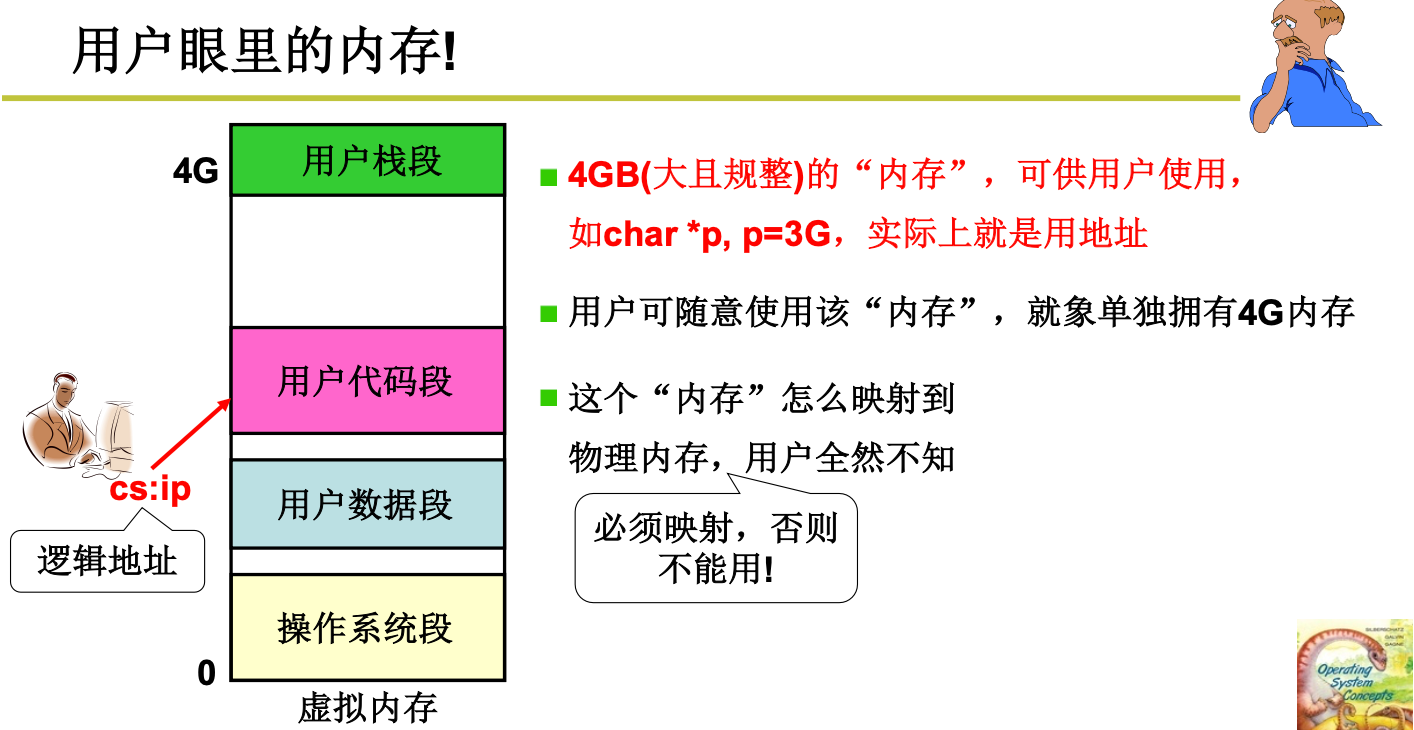 用户眼里的内存!
4G
用户栈段
用户代码段
用户数据段
操作系统段
0
虚拟内存
cs:ip
逻辑地址
4GB(大且规整)的“内存”，可供用户使用，
如char *p, p=3G，实际上就是用地址
用户可随意使用该“内存”，就象单独拥有4G内存
这个“内存”怎么映射到
物理内存，用户全然不知
必须映射，否则
不能用!
SILBERSCHATZ
GALVIN
GAGNE
Operating
System
Concepts